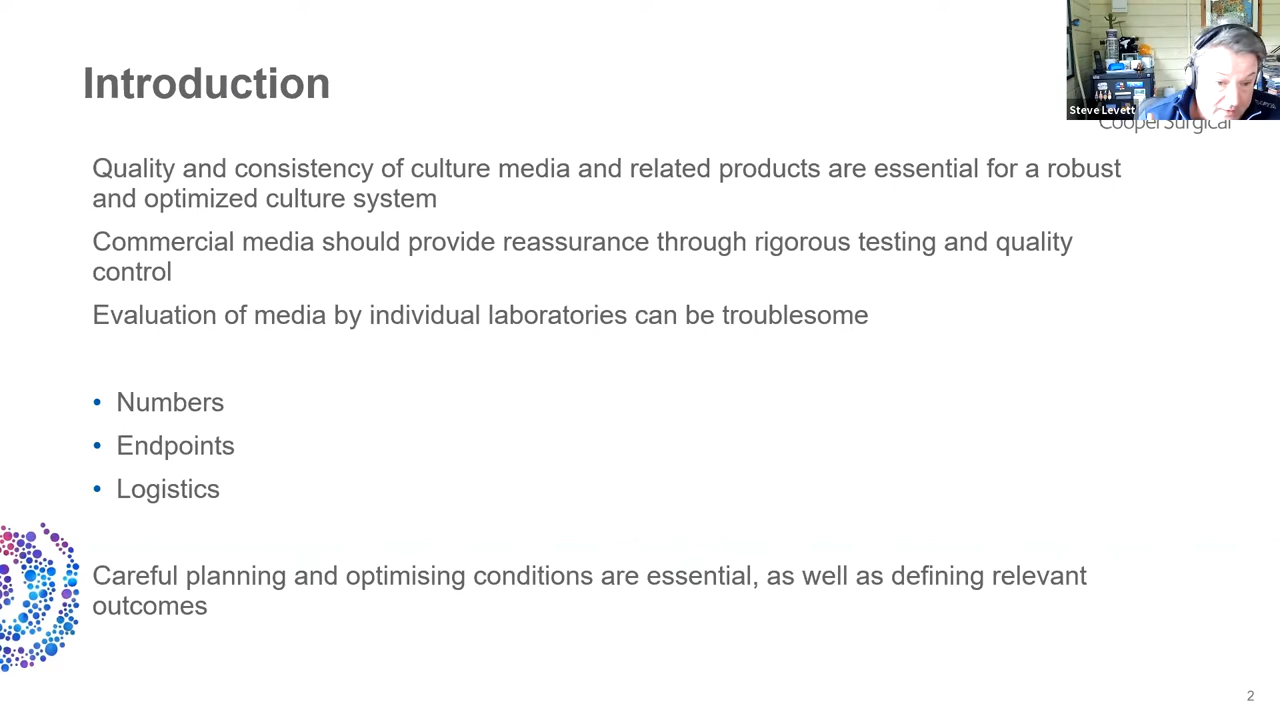 Introduction
Steve Levett
CooperSurgical
Quality and consistency of culture media and related products are essential for a robust
and optimized culture system
Commercial media should provide reassurance through rigorous testing and quality
control
Evaluation of media by individual laboratories can be troublesome
• Numbers
• Endpoints
• Logistics
Careful planning and optimising conditions are essential, as well as defining relevant
outcomes
2